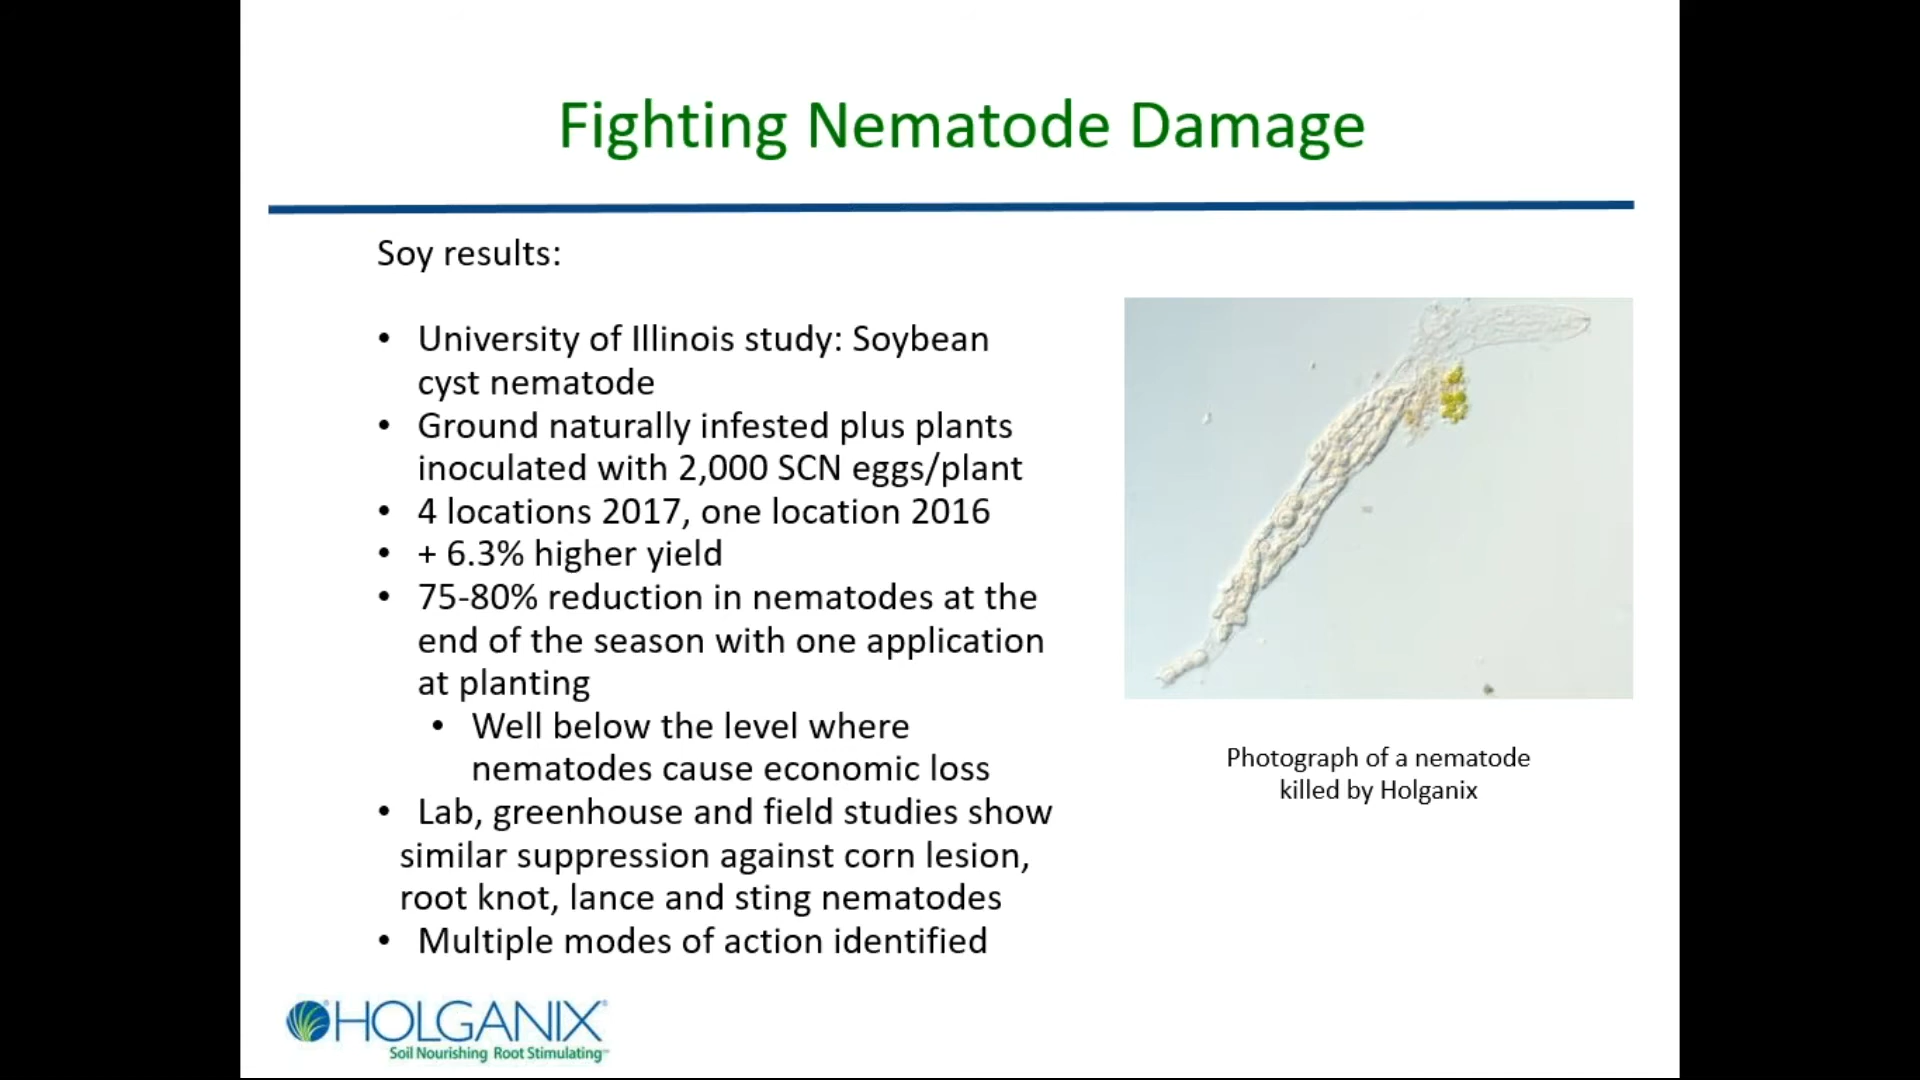 Fighting Nematode Damage
Soy results:
• University of Illinois study: Soybean
cyst nematode
• Ground naturally infested plus plants
inoculated with 2,000 SCN eggs/plant
• 4 locations 2017, one location 2016
• + 6.3% higher yield
• 75-80% reduction in nematodes at the
end of the season with one application
at planting
• Well below the level where
nematodes cause economic loss
• Lab, greenhouse and field studies show
similar suppression against corn lesion,
root knot, lance and sting nematodes
• Multiple modes of action identified
Photograph of a nematode
killed by Holganix
HOLGANIX®
Soil Nourishing Root Stimulating™